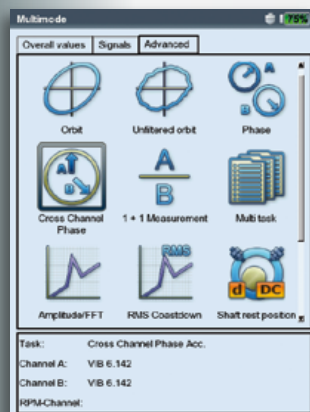 Multimode
75%
Overall values Signals Advanced
A
B
Orbit Unfiltered orbit Phase
A
B
A
B
Cross Channel Phase 1 + 1 Measurement Multi task
RMS
d DC
Amplitude/FFT RMS Coastdown Shaft rest position
Task: Cross Channel Phase Acc.
Channel A: VIB 6.142
Channel B: VIB 6.142
RPM-Channel: